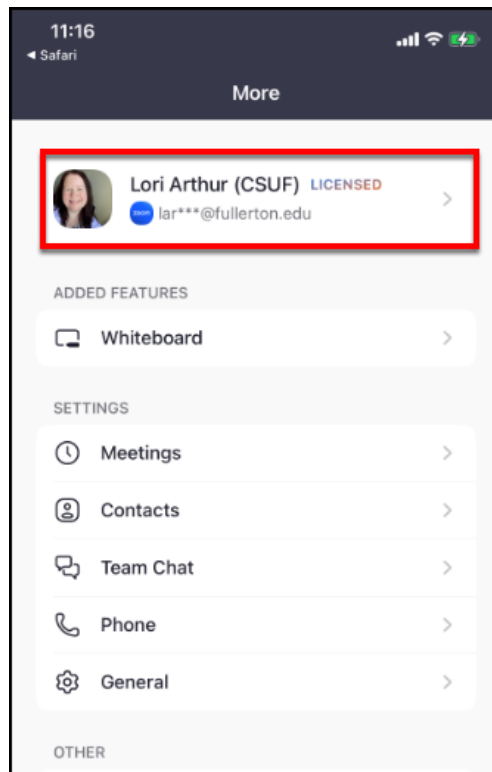 11:16
◀ Safari
More
Lori Arthur (CSUF) LICENSED
zoom lar***@fullerton.edu
ADDED FEATURES
Whiteboard
SETTINGS
Meetings
Contacts
Team Chat
Phone
General
OTHER